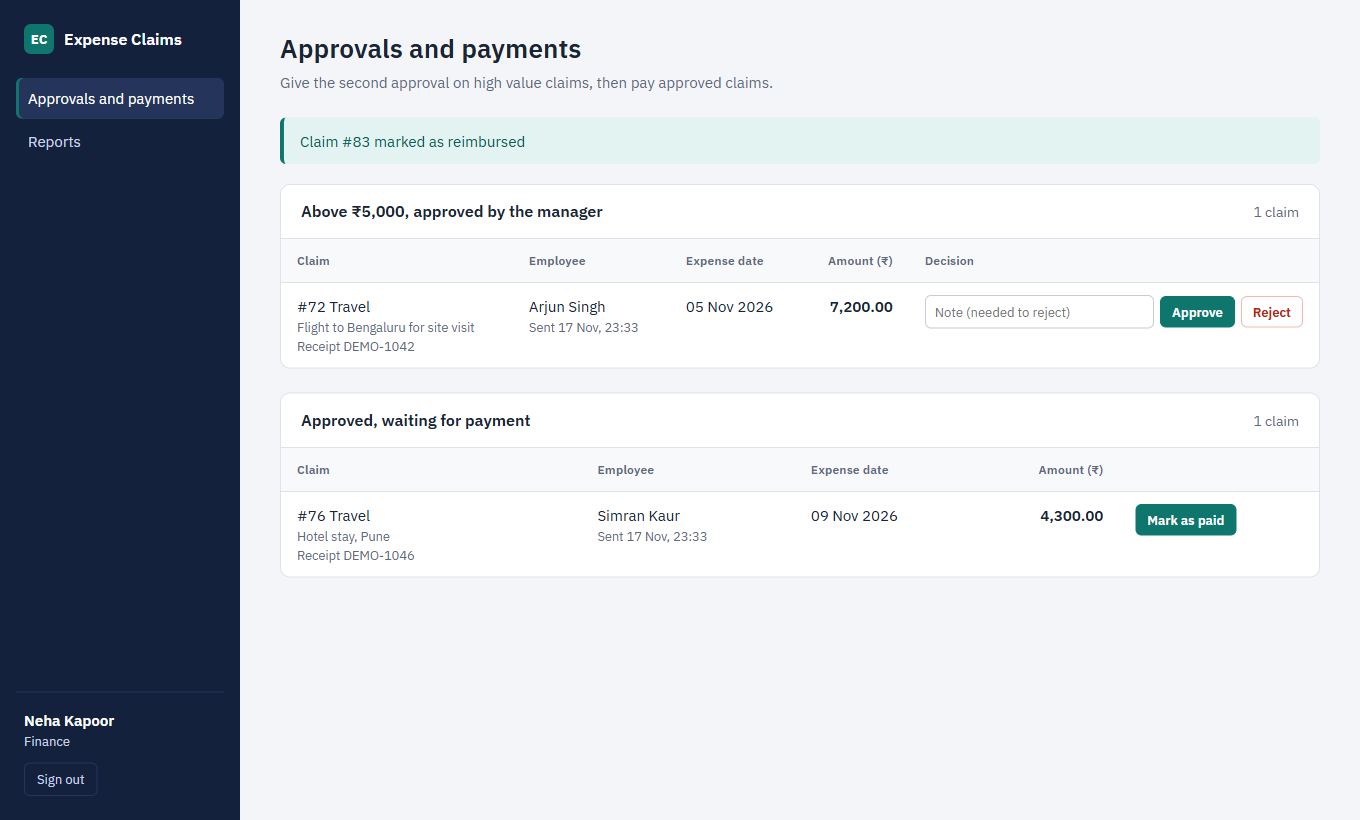 EC Expense Claims
Approvals and payments
Reports
Neha Kapoor
Finance
Sign out
Approvals and payments
Give the second approval on high value claims, then pay approved claims.
Claim #83 marked as reimbursed
Above ₹5,000, approved by the manager 1 claim
Claim Employee Expense date Amount (₹) Decision
#72 Travel Arjun Singh 05 Nov 2026 7,200.00 Note (needed to reject) Approve Reject
Flight to Bengaluru for site visit Sent 17 Nov, 23:33
Receipt DEMO-1042
Approved, waiting for payment 1 claim
Claim Employee Expense date Amount (₹)
#76 Travel Simran Kaur 09 Nov 2026 4,300.00 Mark as paid
Hotel stay, Pune Sent 17 Nov, 23:33
Receipt DEMO-1046